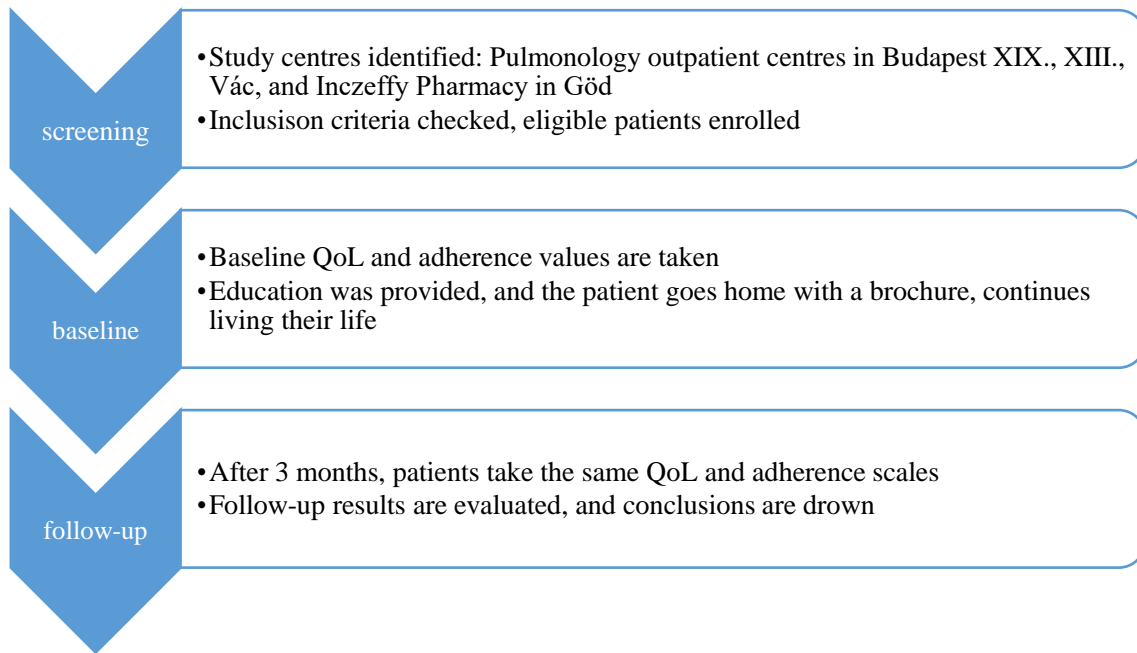 screening
•Study centres identified: Pulmonology outpatient centres in Budapest XIX., XIII.,
Vác, and Inczeffy Pharmacy in Göd
•Inclusison criteria checked, eligible patients enrolled
baseline
•Baseline QoL and adherence values are taken
•Education was provided, and the patient goes home with a brochure, continues
living their life
follow-up
•After 3 months, patients take the same QoL and adherence scales
•Follow-up results are evaluated, and conclusions are drown